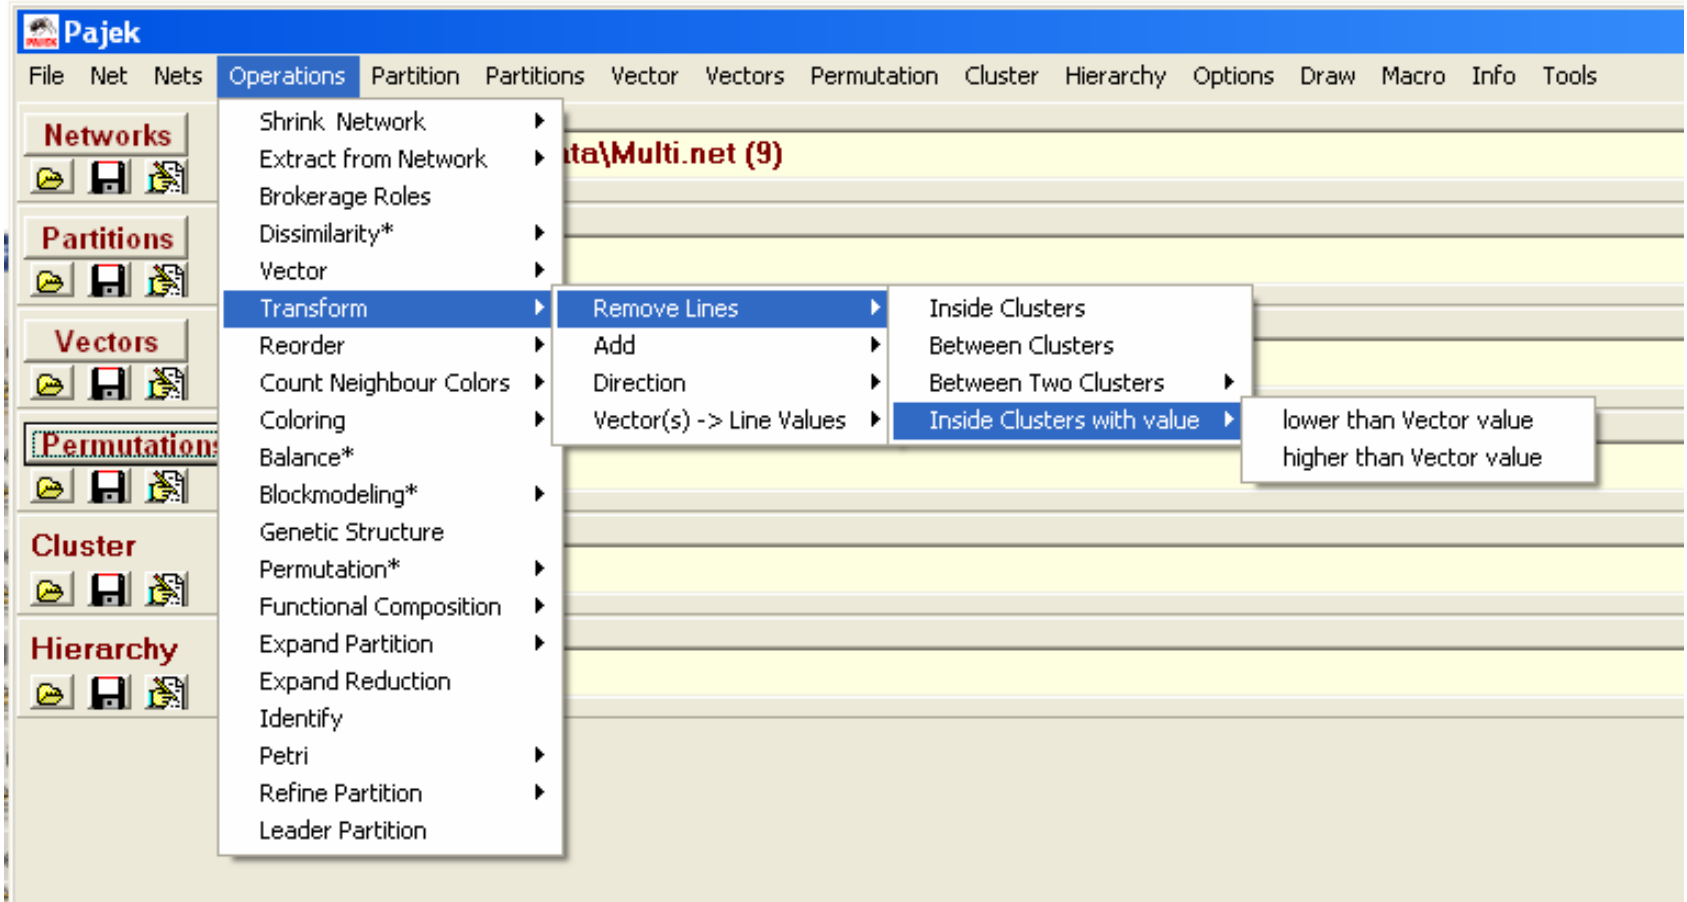 Pajek
File Net Nets Operations Partition Partitions Vector Vectors Permutation Cluster Hierarchy Options Draw Macro Info Tools
Networks
ata\Multi.net (9)
Partitions
Vectors
Permutations
Cluster
Hierarchy
Shrink Network
Extract from Network
Brokerage Roles
Dissimilarity*
Vector
Transform
Reorder
Count Neighbour Colors
Coloring
Balance*
Blockmodeling*
Genetic Structure
Permutation*
Functional Composition
Expand Partition
Expand Reduction
Identify
Petri
Refine Partition
Leader Partition
Remove Lines
Add
Direction
Vector(s) -> Line Values
Inside Clusters
Between Clusters
Between Two Clusters
Inside Clusters with value
lower than Vector value
higher than Vector value